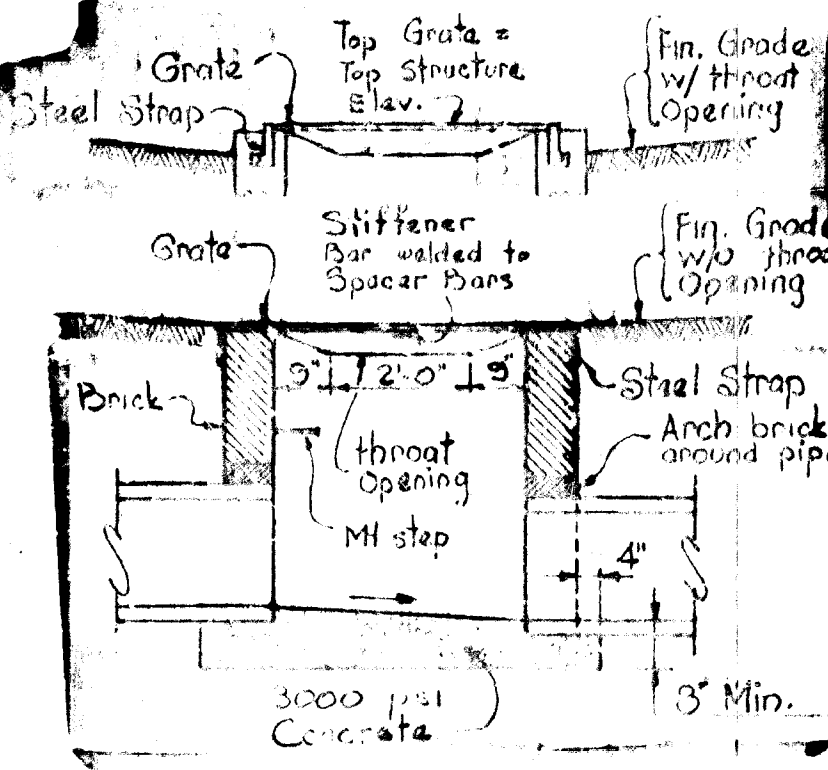 Top Grate =
Top Structure
Elev.
Grate
Steel Strap
Fin. Grade
w/ throat
Opening
Stiffener
Bar welded to
Spacer Bars
Grate
Fin. Grade
w/o throat
Opening
9" 2'-0" 9"
Brick
Steel Strap
Arch brick
around pipe
throat
opening
MH step
4"
3000 psi
Concrete
Min.